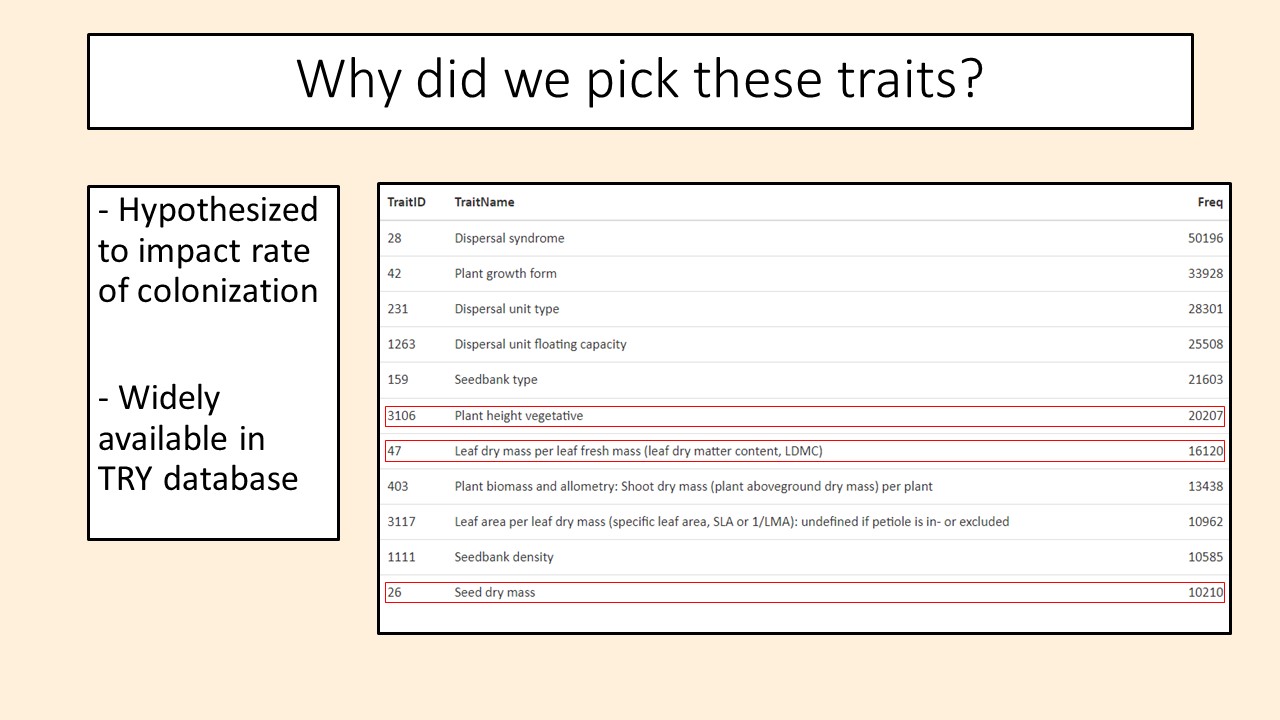 Why did we pick these traits?
- Hypothesized
to impact rate
of colonization
- Widely
available in
TRY database
TraitID TraitName Freq
28 Dispersal syndrome 50196
42 Plant growth form 33928
231 Dispersal unit type 28301
1263 Dispersal unit floating capacity 25508
159 Seedbank type 21603
3106 Plant height vegetative 20207
47 Leaf dry mass per leaf fresh mass (leaf dry matter content, LDMC) 16120
403 Plant biomass and allometry: Shoot dry mass (plant aboveground dry mass) per plant 13438
3117 Leaf area per leaf dry mass (specific leaf area, SLA or 1/LMA): undefined if petiole is in- or excluded 10962
1111 Seedbank density 10585
26 Seed dry mass 10210